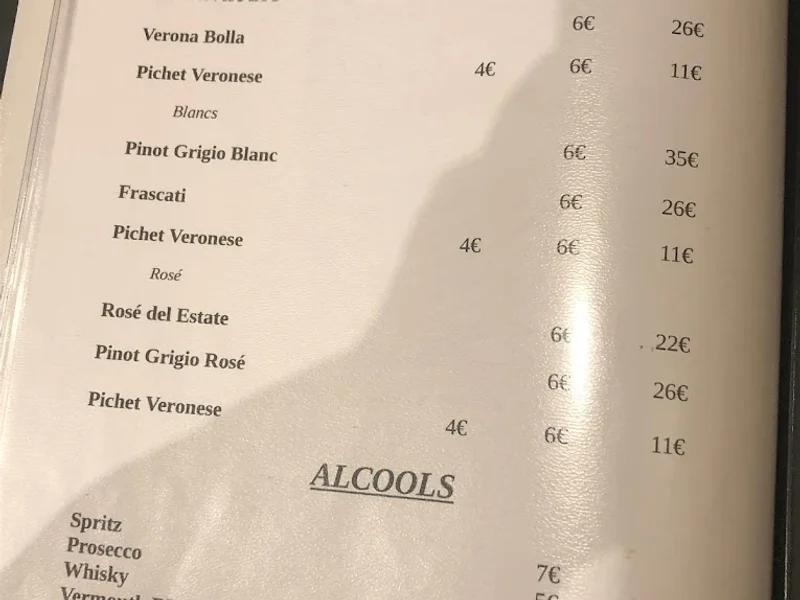 Verona Bolla 6€ 26€
Pichet Veronese 4€ 6€ 11€
Blancs
Pinot Grigio Blanc 6€ 35€
Frascati 6€ 26€
Pichet Veronese 4€ 6€ 11€
Rosé
Rosé del Estate 6€ 22€
Pinot Grigio Rosé 6€ 26€
Pichet Veronese 4€ 6€ 11€
ALCOOLS
Spritz 7€
Prosecco 5€
Whisky
Vermouth